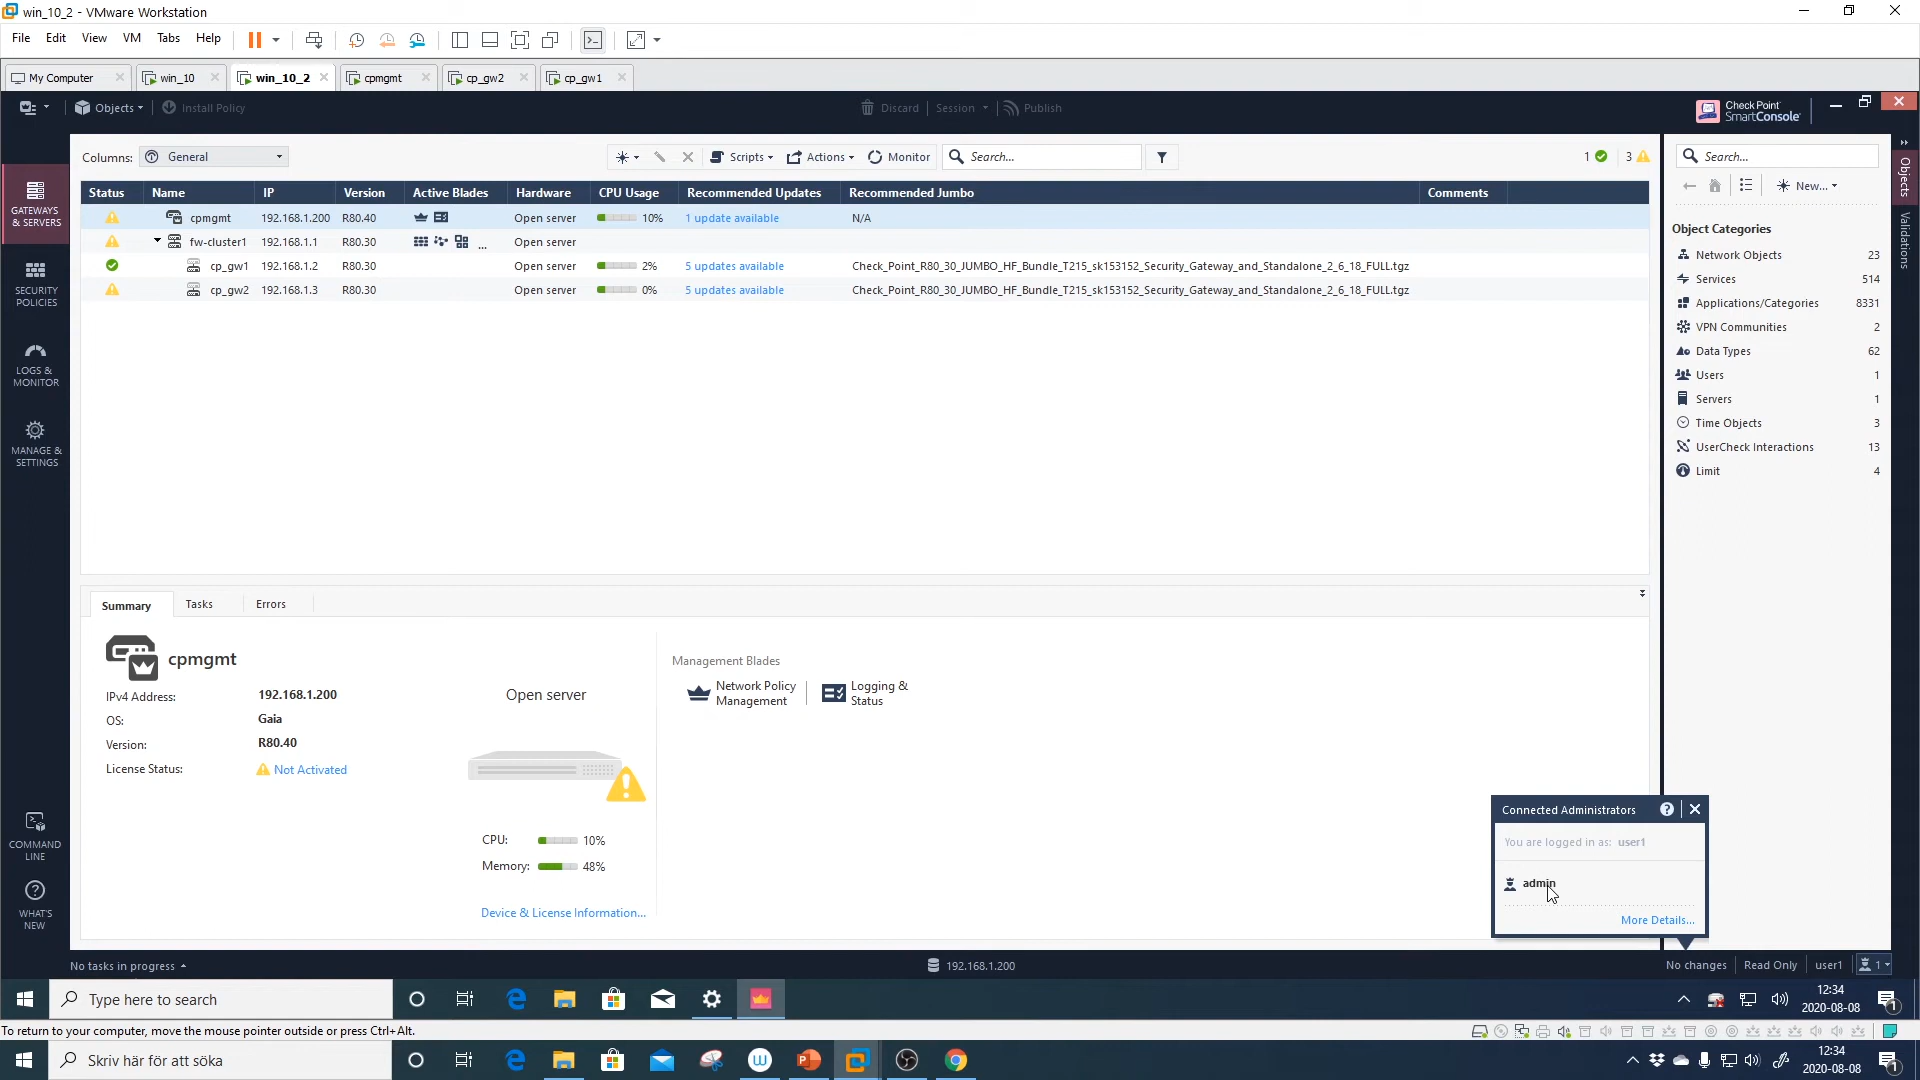 win_10_2 - VMware Workstation
File Edit View VM Tabs Help
My Computer win_10 win_10_2 cpmgmt cp_gw2 cp_gw1
Objects Install Policy Discard Session Publish Check Point SmartConsole
Columns: General Scripts Actions Monitor Search... 1 3
Status Name IP Version Active Blades Hardware CPU Usage Recommended Updates Recommended Jumbo Comments
cpmgmt 192.168.1.200 R80.40 Open server 10% 1 update available N/A
fw-cluster1 192.168.1.1 R80.30 ... Open server
cp_gw1 192.168.1.2 R80.30 Open server 2% 5 updates available Check_Point_R80_30_JUMBO_HF_Bundle_T215_sk153152_Security_Gateway_and_Standalone_2_6_18_FULL.tgz
cp_gw2 192.168.1.3 R80.30 Open server 0% 5 updates available Check_Point_R80_30_JUMBO_HF_Bundle_T215_sk153152_Security_Gateway_and_Standalone_2_6_18_FULL.tgz
GATEWAYS
& SERVERS
SECURITY
POLICIES
LOGS &
MONITOR
MANAGE &
SETTINGS
COMMAND
LINE
WHAT'S
NEW
Search...
New...
Object Categories
Network Objects 23
Services 514
Applications/Categories 8331
VPN Communities 2
Data Types 62
Users 1
Servers 1
Time Objects 3
UserCheck Interactions 13
Limit 4
Objects
Validations
Summary Tasks Errors
cpmgmt
IPv4 Address: 192.168.1.200
OS: Gaia
Version: R80.40
License Status: Not Activated
Open server
CPU: 10%
Memory: 48%
Device & License Information...
Management Blades
Network Policy
Management
Logging &
Status
Connected Administrators
You are logged in as: user1
admin
More Details...
No tasks in progress 192.168.1.200 No changes Read Only user1 1
Type here to search 12:34
2020-08-08 1
To return to your computer, move the mouse pointer outside or press Ctrl+Alt.
Skriv här för att söka 12:34
2020-08-08 1